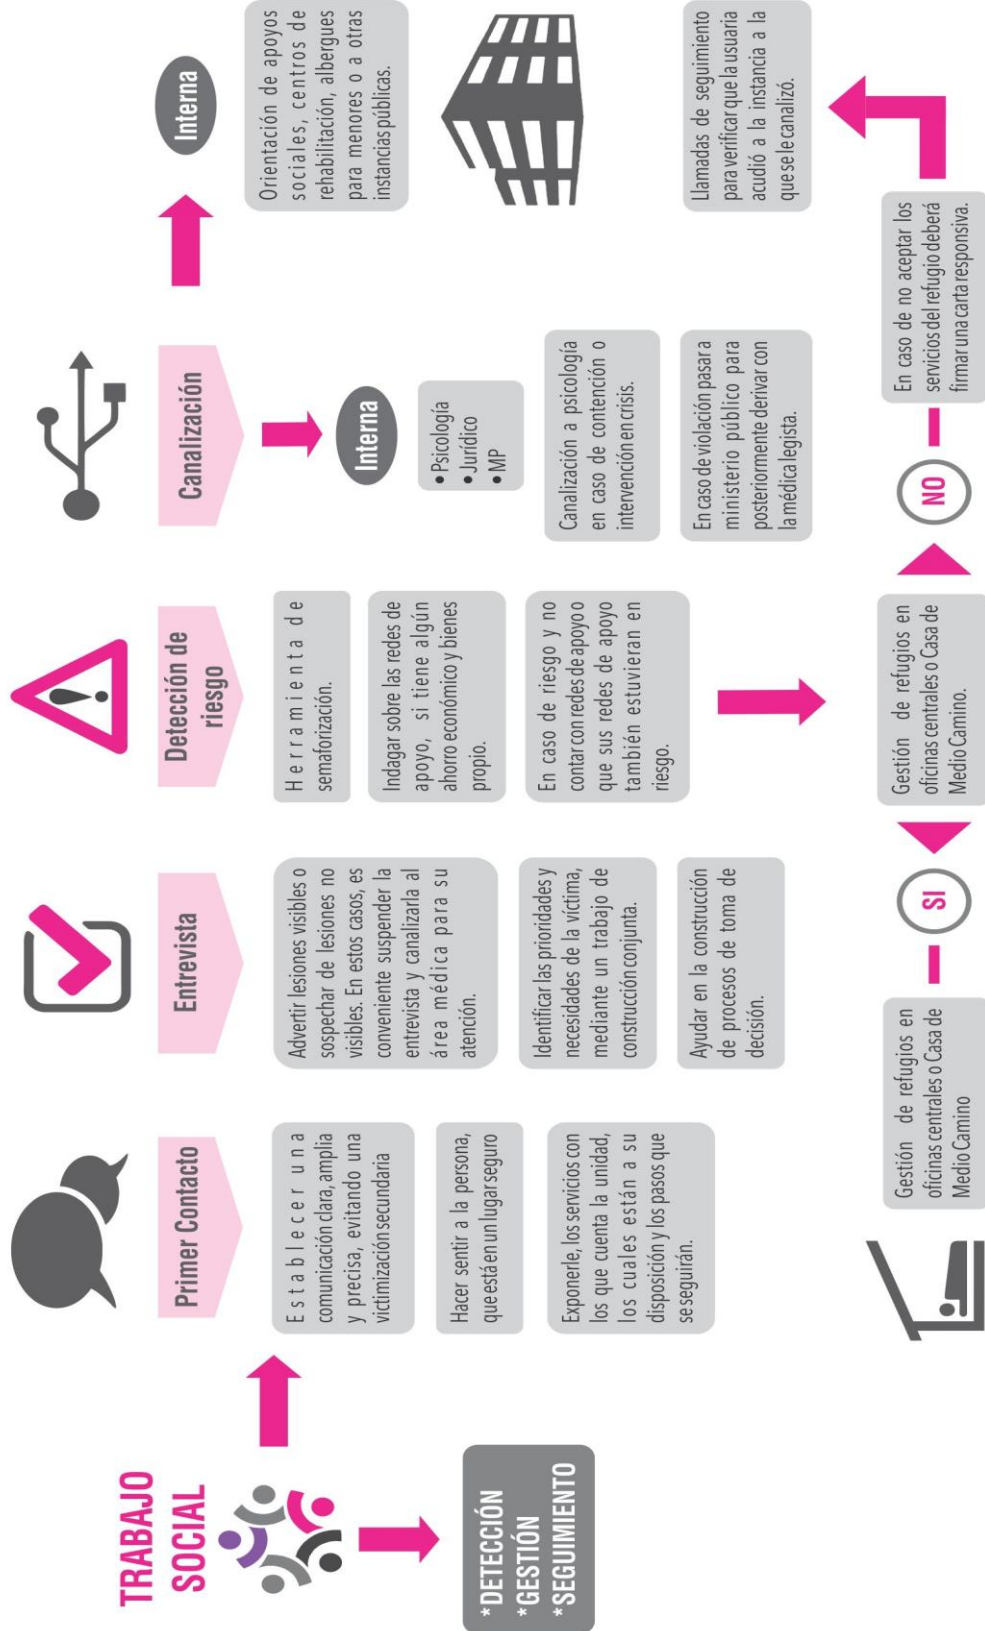 TRABAJO
SOCIAL
*DETECCIÓN
*GESTIÓN
*SEGUIMIENTO
Primer Contacto
Establecer una
comunicación clara, amplia
y precisa, evitando una
victimización secundaria
Hacer sentir a la persona,
que está en un lugar seguro
Exponerle, los servicios con
los que cuenta la unidad,
los cuales están a su
disposición y los pasos que
se seguirán.
Entrevista
Advertir lesiones visibles o
sospechar de lesiones no
visibles. En estos casos, es
conveniente suspender la
entrevista y canalizarla al
área médica para su
atención.
Identificar las prioridades y
necesidades de la víctima,
mediante un trabajo de
construcción conjunta.
Ayudar en la construcción
de procesos de toma de
decisión.
Detección de
riesgo
Herramienta de
semaforización.
Indagar sobre las redes de
apoyo, si tiene algún
ahorro económico y bienes
propio.
En caso de riesgo y no
contar con redes de apoyo o
que sus redes de apoyo
también estuvieran en
riesgo.
Canalización
Interna
• Psicología
• Jurídico
• MP
Canalización a psicología
en caso de contención o
intervención en crisis.
En caso de violación pasar a
ministerio público para
posteriormente derivar con
la médica legista.
Interna
Orientación de apoyos
sociales, centros de
rehabilitación, albergues
para menores o a otras
instancias públicas.
Gestión de refugios en
oficinas centrales o Casa de
Medio Camino
SI
Gestión de refugios en
oficinas centrales o Casa de
Medio Camino.
NO
En caso de no aceptar los
servicios del refugio deberá
firmar una carta responsiva.
Llamadas de seguimiento
para verificar que la usuaria
acudió a la instancia a la
que se le canalizó.